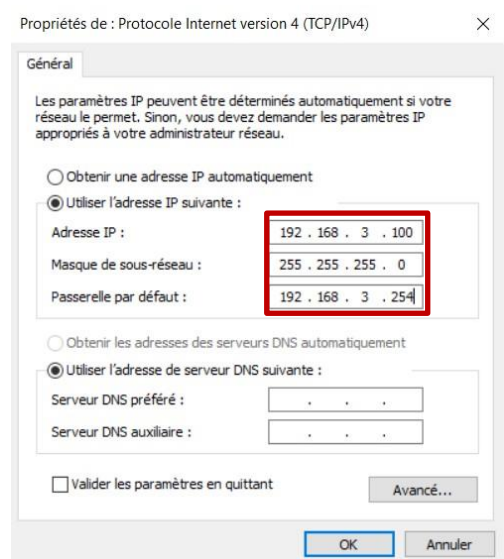 Propriétés de : Protocole Internet version 4 (TCP/IPv4)
Général
Les paramètres IP peuvent être déterminés automatiquement si votre
réseau le permet. Sinon, vous devez demander les paramètres IP
appropriés à votre administrateur réseau.
Obtenir une adresse IP automatiquement
Utiliser l'adresse IP suivante :
Adresse IP : 192 . 168 . 3 . 100
Masque de sous-réseau : 255 . 255 . 255 . 0
Passerelle par défaut : 192 . 168 . 3 . 254
Obtenir les adresses des serveurs DNS automatiquement
Utiliser l'adresse de serveur DNS suivante :
Serveur DNS préféré : . . .
Serveur DNS auxiliaire : . . .
Valider les paramètres en quittant
Avancé...
OK Annuler